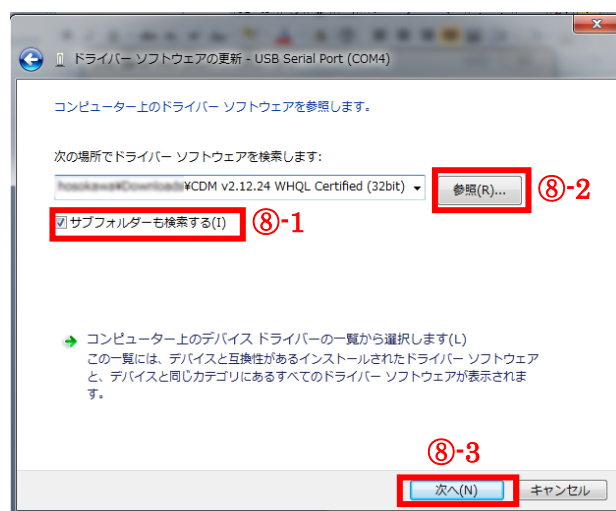 ドライバー ソフトウェアの更新 - USB Serial Port (COM4)
コンピューター上のドライバー ソフトウェアを参照します。
次の場所でドライバー ソフトウェアを検索します:
¥CDM v2.12.24 WHQL Certified (32bit)
参照(R)...
⑧-2
サブフォルダーも検索する(I)
⑧-1
コンピューター上のデバイス ドライバーの一覧から選択します(L)
この一覧には、デバイスと互換性があるインストールされたドライバー ソフトウェア
と、デバイスと同じカテゴリにあるすべてのドライバー ソフトウェアが表示されま
す。
⑧-3
次へ(N)
キャンセル